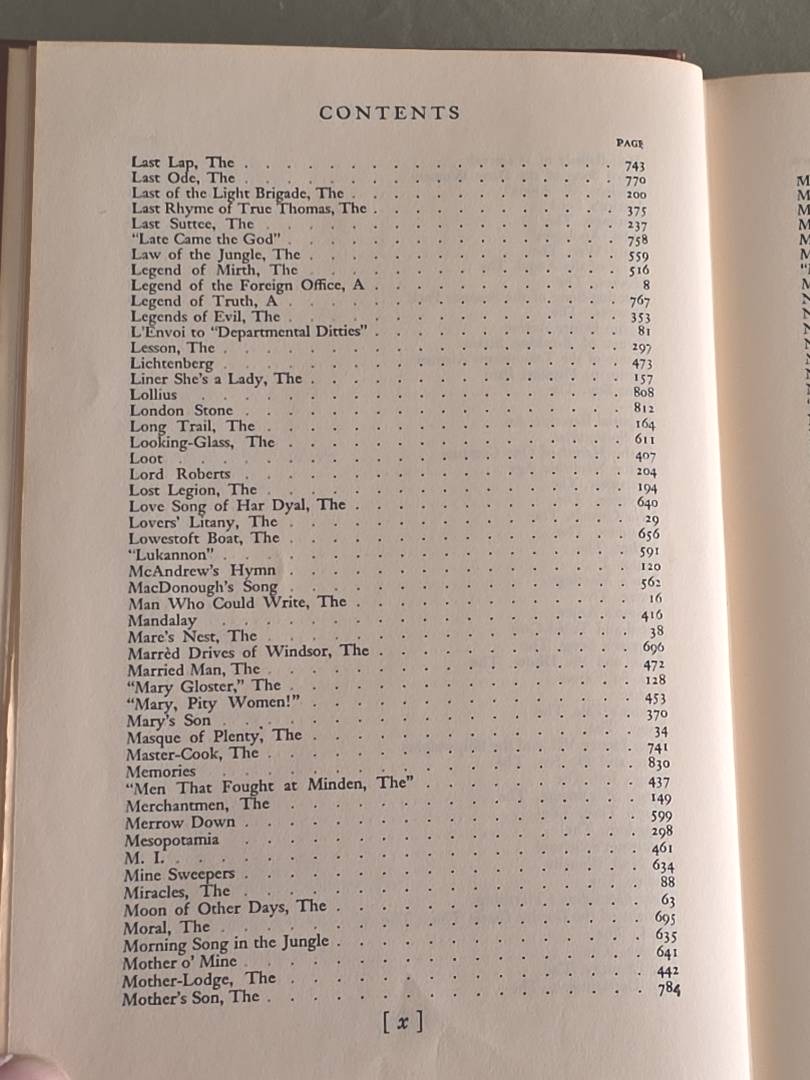 CONTENTS
PAGE
Last Lap, The . . . . . . . . . . . . . . . . . . 743
Last Ode, The . . . . . . . . . . . . . . . . . . 770
Last of the Light Brigade, The . . . . . . . . . . . . . 200
Last Rhyme of True Thomas, The . . . . . . . . . . . . 375
Last Suttee, The . . . . . . . . . . . . . . . . . 237
"Late Came the God" . . . . . . . . . . . . . . . . 758
Law of the Jungle, The . . . . . . . . . . . . . . . 559
Legend of Mirth, The . . . . . . . . . . . . . . . 516
Legend of the Foreign Office, A . . . . . . . . . . . . 8
Legend of Truth, A . . . . . . . . . . . . . . . . 767
Legends of Evil, The . . . . . . . . . . . . . . . . 353
L'Envoi to "Departmental Ditties" . . . . . . . . . . . . 81
Lesson, The . . . . . . . . . . . . . . . . . . . 297
Lichtenberg . . . . . . . . . . . . . . . . . . . 473
Liner She's a Lady, The . . . . . . . . . . . . . . . 157
Lollius . . . . . . . . . . . . . . . . . . . . 808
London Stone . . . . . . . . . . . . . . . . . . 812
Long Trail, The . . . . . . . . . . . . . . . . . 164
Looking-Glass, The . . . . . . . . . . . . . . . . 611
Loot . . . . . . . . . . . . . . . . . . . . . 407
Lord Roberts . . . . . . . . . . . . . . . . . . 204
Lost Legion, The . . . . . . . . . . . . . . . . . 194
Love Song of Har Dyal, The . . . . . . . . . . . . . 640
Lovers' Litany, The . . . . . . . . . . . . . . . . 29
Lowestoft Boat, The . . . . . . . . . . . . . . . . 656
"Lukannon" . . . . . . . . . . . . . . . . . . . 591
McAndrew's Hymn . . . . . . . . . . . . . . . . 120
MacDonough's Song . . . . . . . . . . . . . . . . 562
Man Who Could Write, The . . . . . . . . . . . . . 16
Mandalay . . . . . . . . . . . . . . . . . . . 416
Mare's Nest, The . . . . . . . . . . . . . . . . . 38
Marrèd Drives of Windsor, The . . . . . . . . . . . . 696
Married Man, The . . . . . . . . . . . . . . . . . 472
"Mary Gloster," The . . . . . . . . . . . . . . . . 128
"Mary, Pity Women!" . . . . . . . . . . . . . . . 453
Mary's Son . . . . . . . . . . . . . . . . . . . 370
Masque of Plenty, The . . . . . . . . . . . . . . . 34
Master-Cook, The . . . . . . . . . . . . . . . . . 741
Memories . . . . . . . . . . . . . . . . . . . 830
"Men That Fought at Minden, The" . . . . . . . . . . 437
Merchantmen, The . . . . . . . . . . . . . . . . 149
Merrow Down . . . . . . . . . . . . . . . . . . 599
Mesopotamia . . . . . . . . . . . . . . . . . . 298
M. I. . . . . . . . . . . . . . . . . . . . . . 461
Mine Sweepers . . . . . . . . . . . . . . . . . . 634
Miracles, The . . . . . . . . . . . . . . . . . . 88
Moon of Other Days, The . . . . . . . . . . . . . . 63
Moral, The . . . . . . . . . . . . . . . . . . . 695
Morning Song in the Jungle . . . . . . . . . . . . . . 635
Mother o' Mine . . . . . . . . . . . . . . . . . . 641
Mother-Lodge, The . . . . . . . . . . . . . . . . 442
Mother's Son, The . . . . . . . . . . . . . . . . . 784
[ x ]